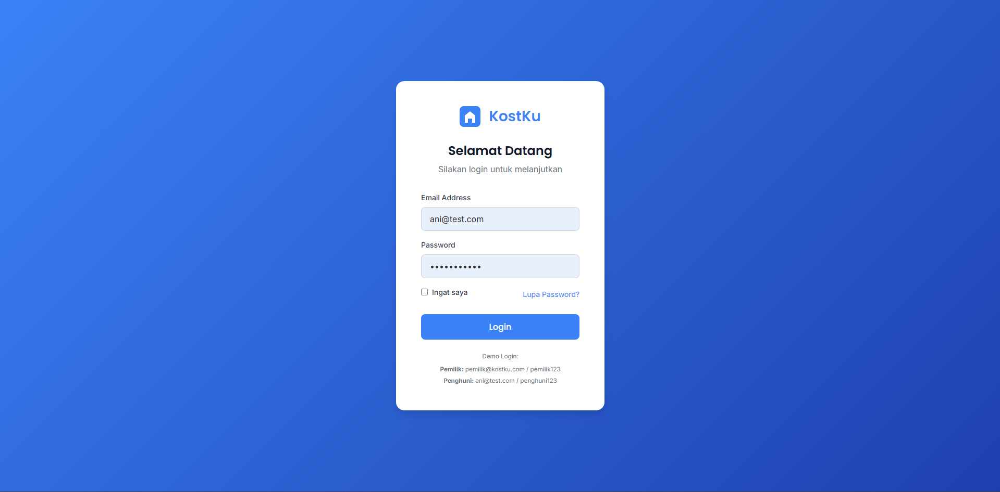 KostKu
Selamat Datang
Silakan login untuk melanjutkan
Email Address
ani@test.com
Password
•••••••••••
Ingat saya
Lupa Password?
Login
Demo Login:
Pemilik: pemilik@kostku.com / pemilik123
Penghuni: ani@test.com / penghuni123